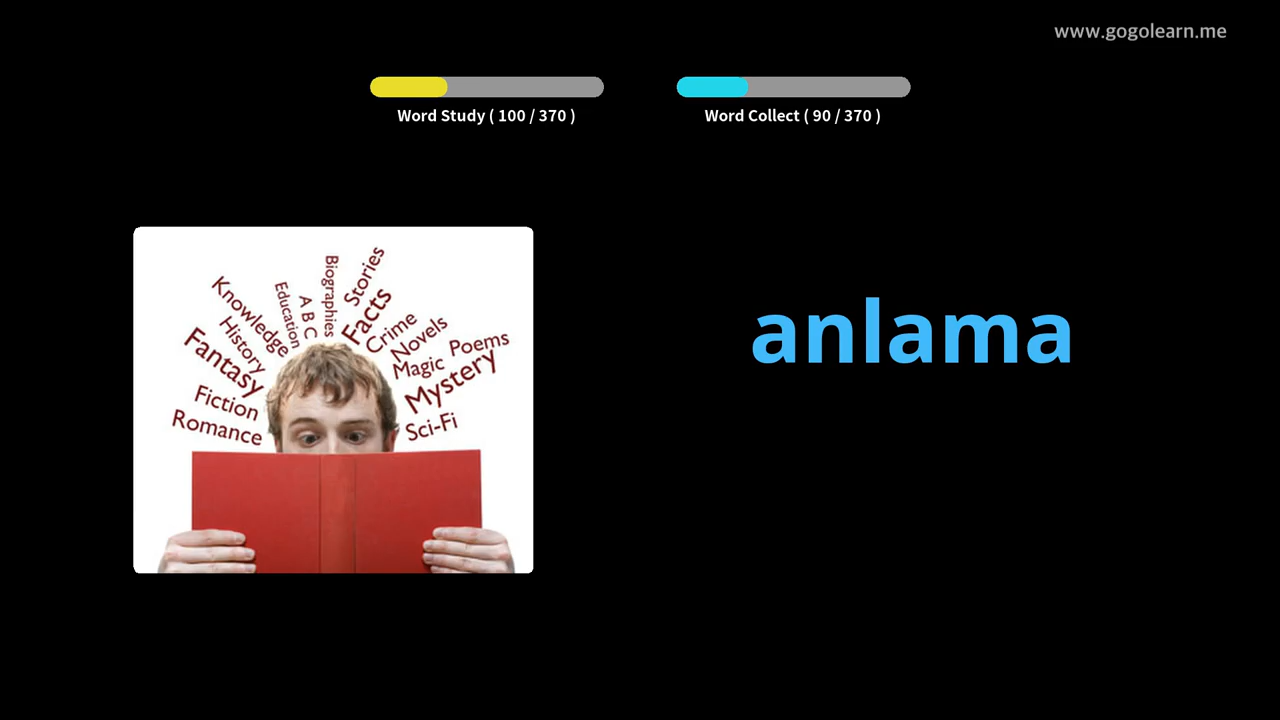 www.gogolearn.me
Word Study ( 100 / 370 )
Word Collect ( 90 / 370 )
anlama
Biographies
Stories
Education
A B C
Facts
Knowledge
History
Crime
Novels
Poems
Fantasy
Magic
Mystery
Fiction
Romance
Sci-Fi